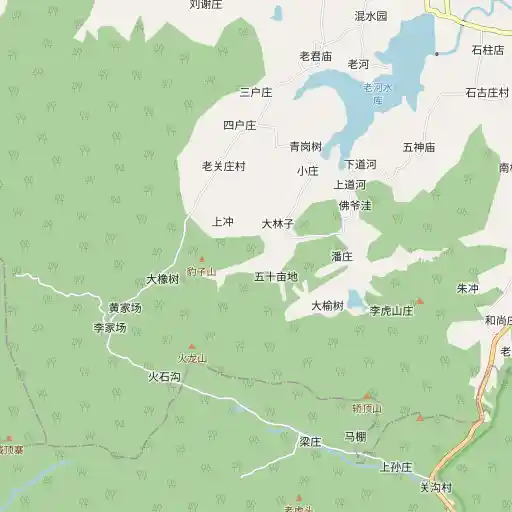 刘谢庄
混水园
石柱店
老君庙
老河
老河水
库
三户庄
石古庄村
四户庄
青岗树
五神庙
老关庄村
小庄
下道河
上道河
佛爷洼
上冲
大林子
潘庄
豹子山
五十亩地
大橡树
朱冲
黄家场
大榆树
李虎山庄
李家场
和尚庄
火龙山
火石沟
轿顶山
梁庄
马棚
顶寨
上孙庄
关沟村
老虎头